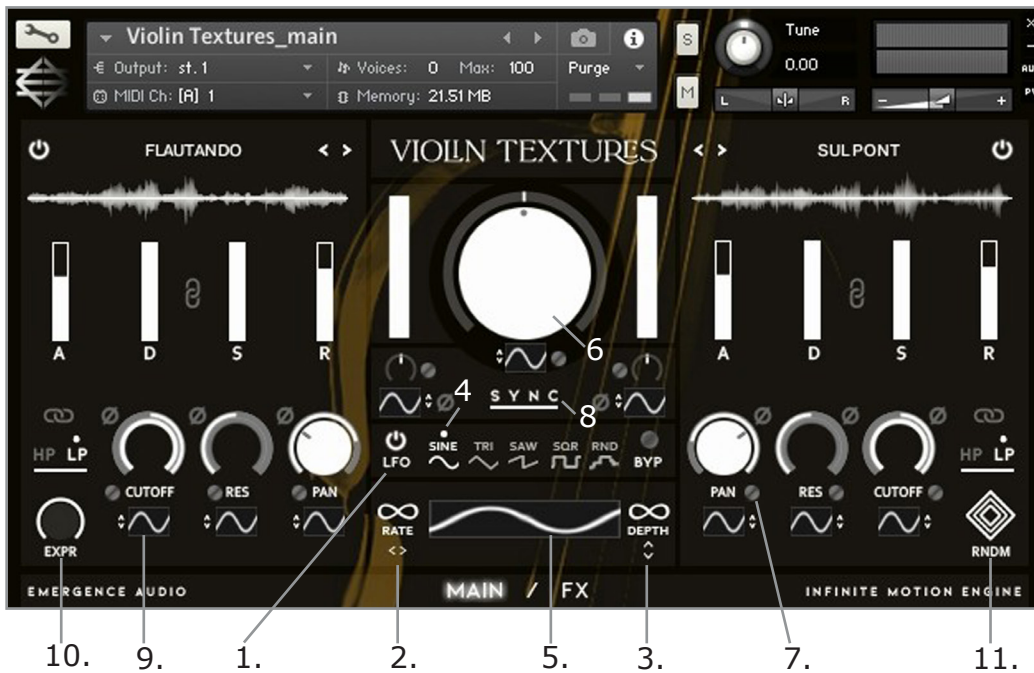 Violin Textures_main
S
Tune
Output: st.1
Voices: 0 Max: 100
Purge
0.00
MIDI Ch: [A] 1
Memory: 21.51 MB
M
L R
- +
FLAUTANDO < >
VIOLIN TEXTURES
< > SUL PONT
A D S R
A D S R
6
4
SYNC
8
HP LP
LFO
SINE TRI SAW SQR RND
BYP
HP LP
CUTOFF RES PAN
PAN RES CUTOFF
RATE
DEPTH
< >
EXPR
RNDM
EMERGENCE AUDIO
MAIN / FX
INFINITE MOTION ENGINE
10. 9. 1. 2. 5. 3. 7. 11.